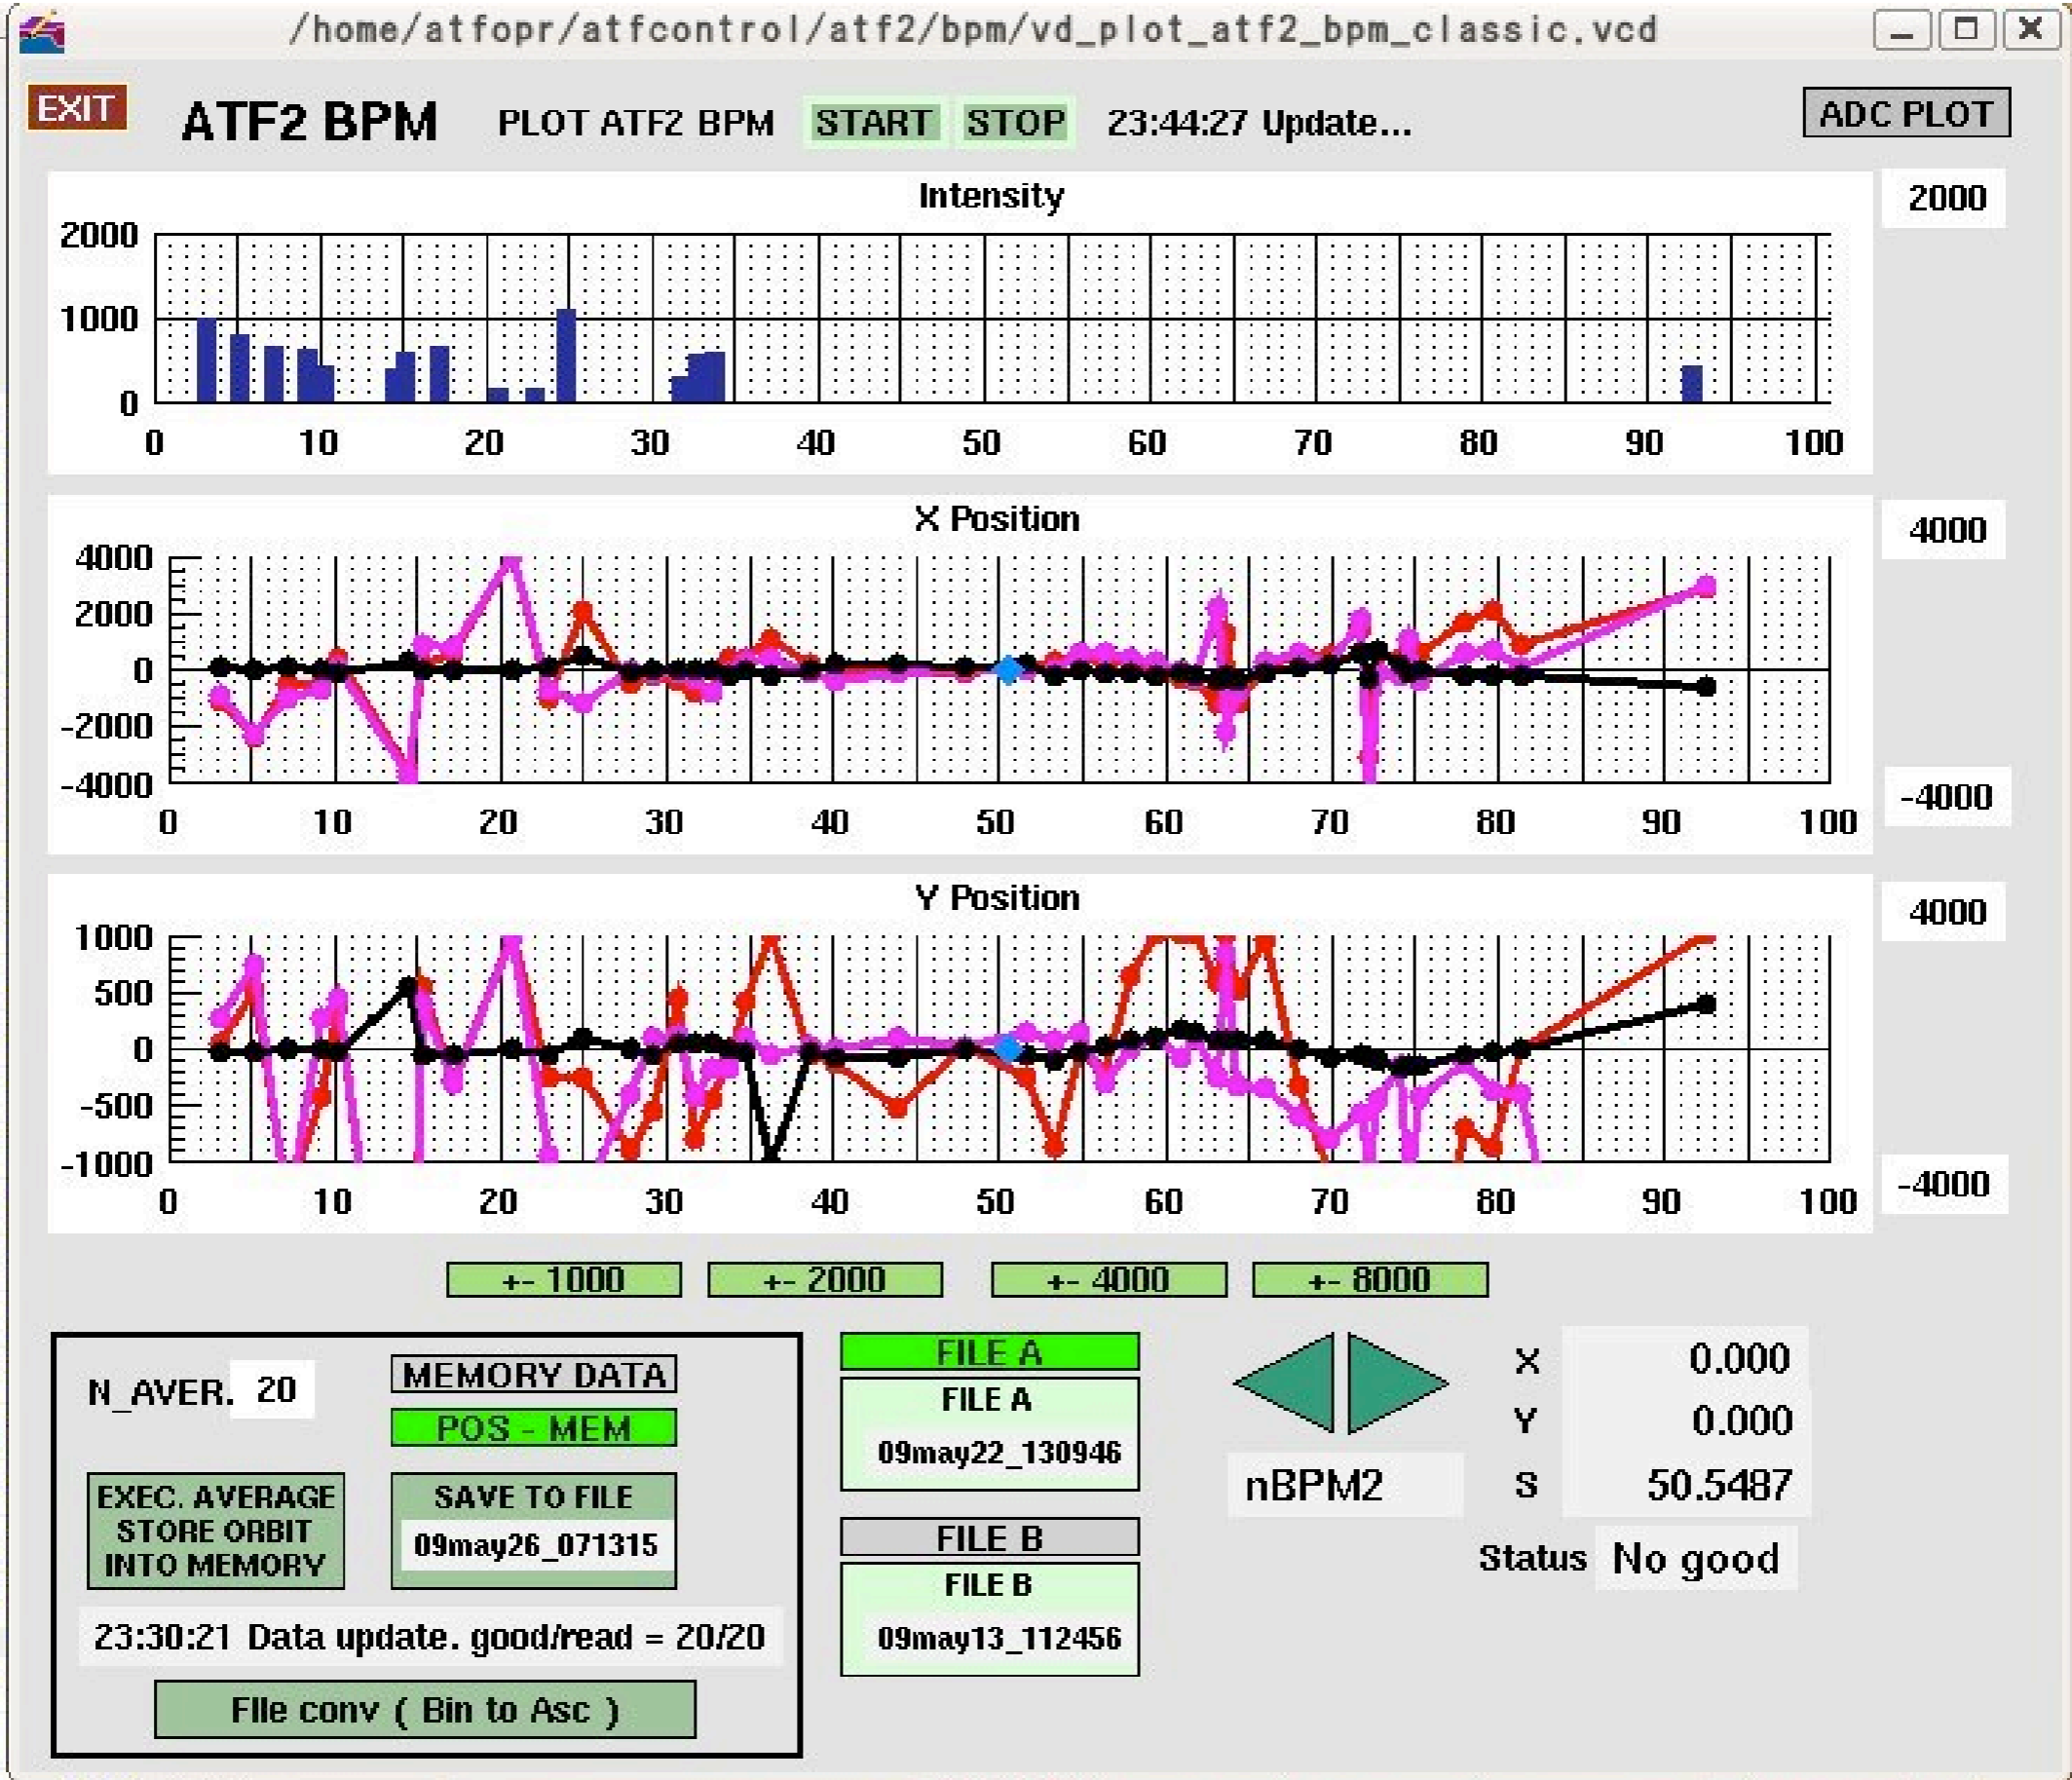 /home/atfopr/atfcontrol/atf2/bpm/vd_plot_atf2_bpm_classic.vcd
EXIT ATF2 BPM PLOT ATF2 BPM START STOP 23:44:27 Update... ADC PLOT
Intensity
2000
2000
1000
0
0 10 20 30 40 50 60 70 80 90 100
X Position
4000
4000
2000
0
-2000
-4000
-4000
0 10 20 30 40 50 60 70 80 90 100
Y Position
4000
1000
500
0
-500
-1000
-4000
0 10 20 30 40 50 60 70 80 90 100
+- 1000 +- 2000 +- 4000 +- 8000
N_AVER. 20
MEMORY DATA
POS - MEM
EXEC. AVERAGE
STORE ORBIT
INTO MEMORY
SAVE TO FILE
09may26_071315
23:30:21 Data update. good/read = 20/20
File conv ( Bin to Asc )
FILE A
FILE A
09may22_130946
FILE B
FILE B
09may13_112456
nBPM2
X 0.000
Y 0.000
S 50.5487
Status No good